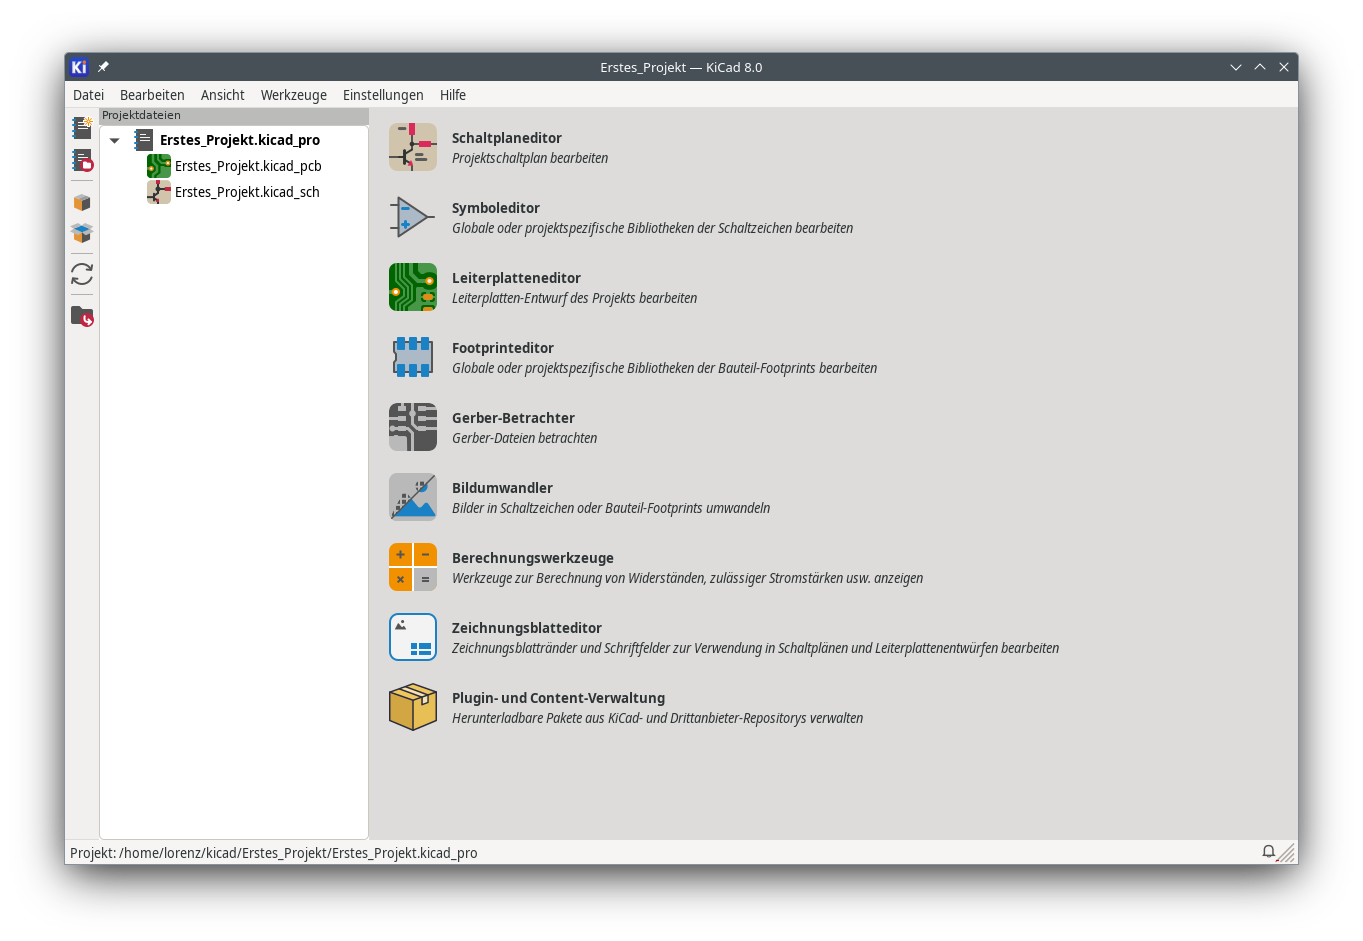 Ki
Erstes_Projekt — KiCad 8.0
Datei Bearbeiten Ansicht Werkzeuge Einstellungen Hilfe
Projektdateien
Erstes_Projekt.kicad_pro
Erstes_Projekt.kicad_pcb
Erstes_Projekt.kicad_sch
Schaltplaneditor
Projektschaltplan bearbeiten
Symboleditor
Globale oder projektspezifische Bibliotheken der Schaltzeichen bearbeiten
Leiterplatteneditor
Leiterplatten-Entwurf des Projekts bearbeiten
Footprinteditor
Globale oder projektspezifische Bibliotheken der Bauteil-Footprints bearbeiten
Gerber-Betrachter
Gerber-Dateien betrachten
Bildumwandler
Bilder in Schaltzeichen oder Bauteil-Footprints umwandeln
Berechnungswerkzeuge
Werkzeuge zur Berechnung von Widerständen, zulässiger Stromstärken usw. anzeigen
Zeichnungsblatteditor
Zeichnungsblattränder und Schriftfelder zur Verwendung in Schaltplänen und Leiterplattenentwürfen bearbeiten
Plugin- und Content-Verwaltung
Herunterladbare Pakete aus KiCad- und Drittanbieter-Repositorys verwalten
Projekt: /home/lorenz/kicad/Erstes_Projekt/Erstes_Projekt.kicad_pro